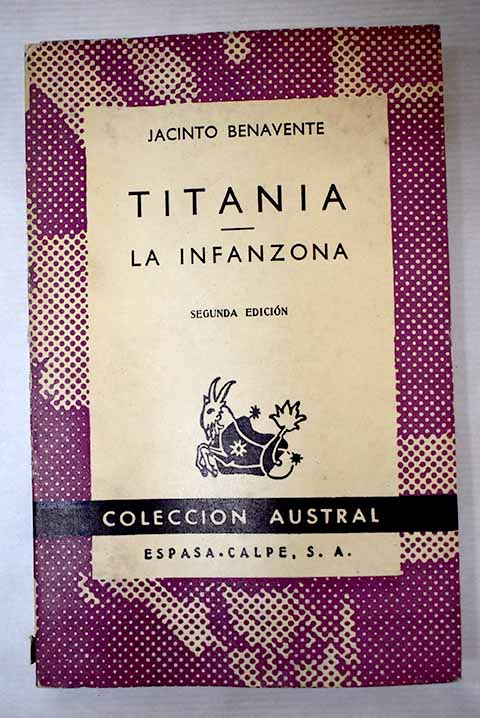 JACINTO BENAVENTE
TITANIA
LA INFANZONA
SEGUNDA EDICIÓN
COLECCION AUSTRAL
ESPASA-CALPE, S. A.